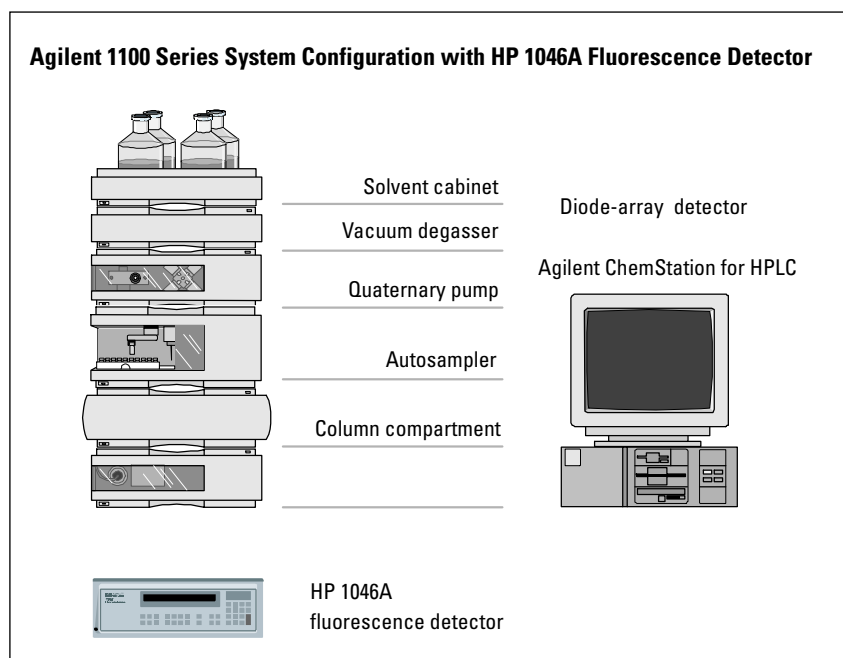 Agilent 1100 Series System Configuration with HP 1046A Fluorescence Detector
Solvent cabinet
Diode-array detector
Vacuum degasser
Agilent ChemStation for HPLC
Quaternary pump
Autosampler
Column compartment
HP 1046A
fluorescence detector